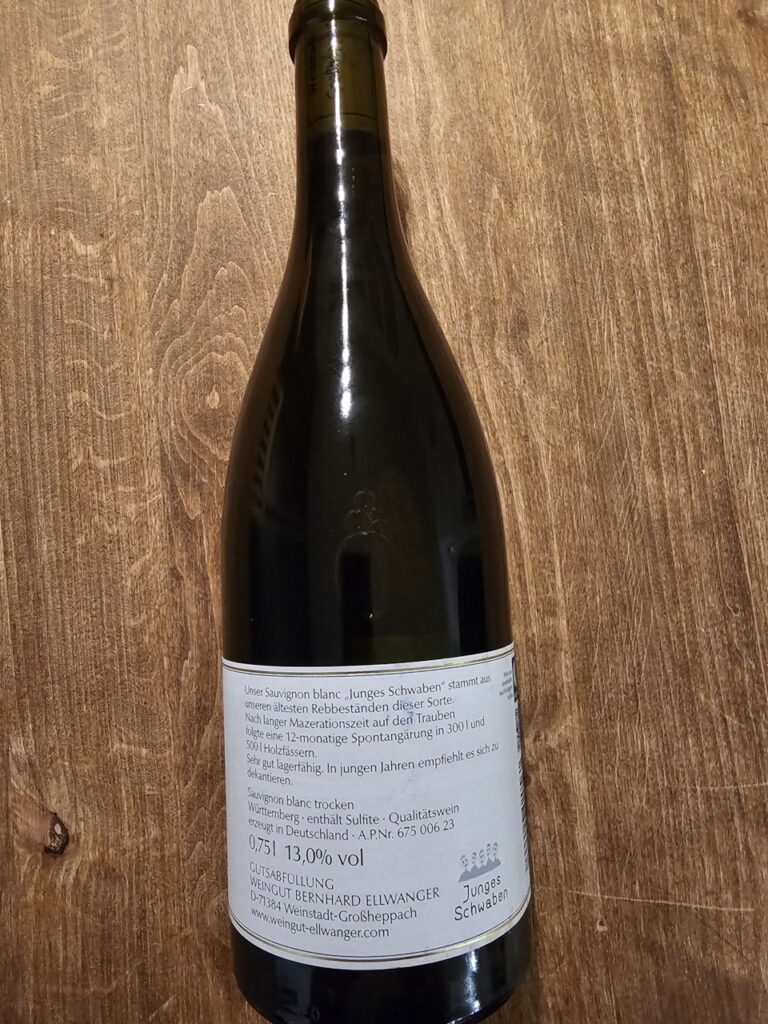 Unser Sauvignon blanc „Junges Schwaben“ stammt aus
unseren ältesten Rebbeständen dieser Sorte.
Nach langer Mazerationszeit auf den Trauben
folgte eine 12-monatige Spontangärung in 300 l und
500 l Holzfässern.
Sehr gut lagerfähig. In jungen Jahren empfiehlt es sich zu
dekantieren.
Sauvignon blanc trocken
Württemberg · enthält Sulfite · Qualitätswein
erzeugt in Deutschland · A.P.Nr. 675 006 23
0,75 l 13,0% vol
GUTSABFÜLLUNG
WEINGUT BERNHARD ELLWANGER
D-71384 Weinstadt-Großheppach
www.weingut-ellwanger.com
Junges
Schwaben